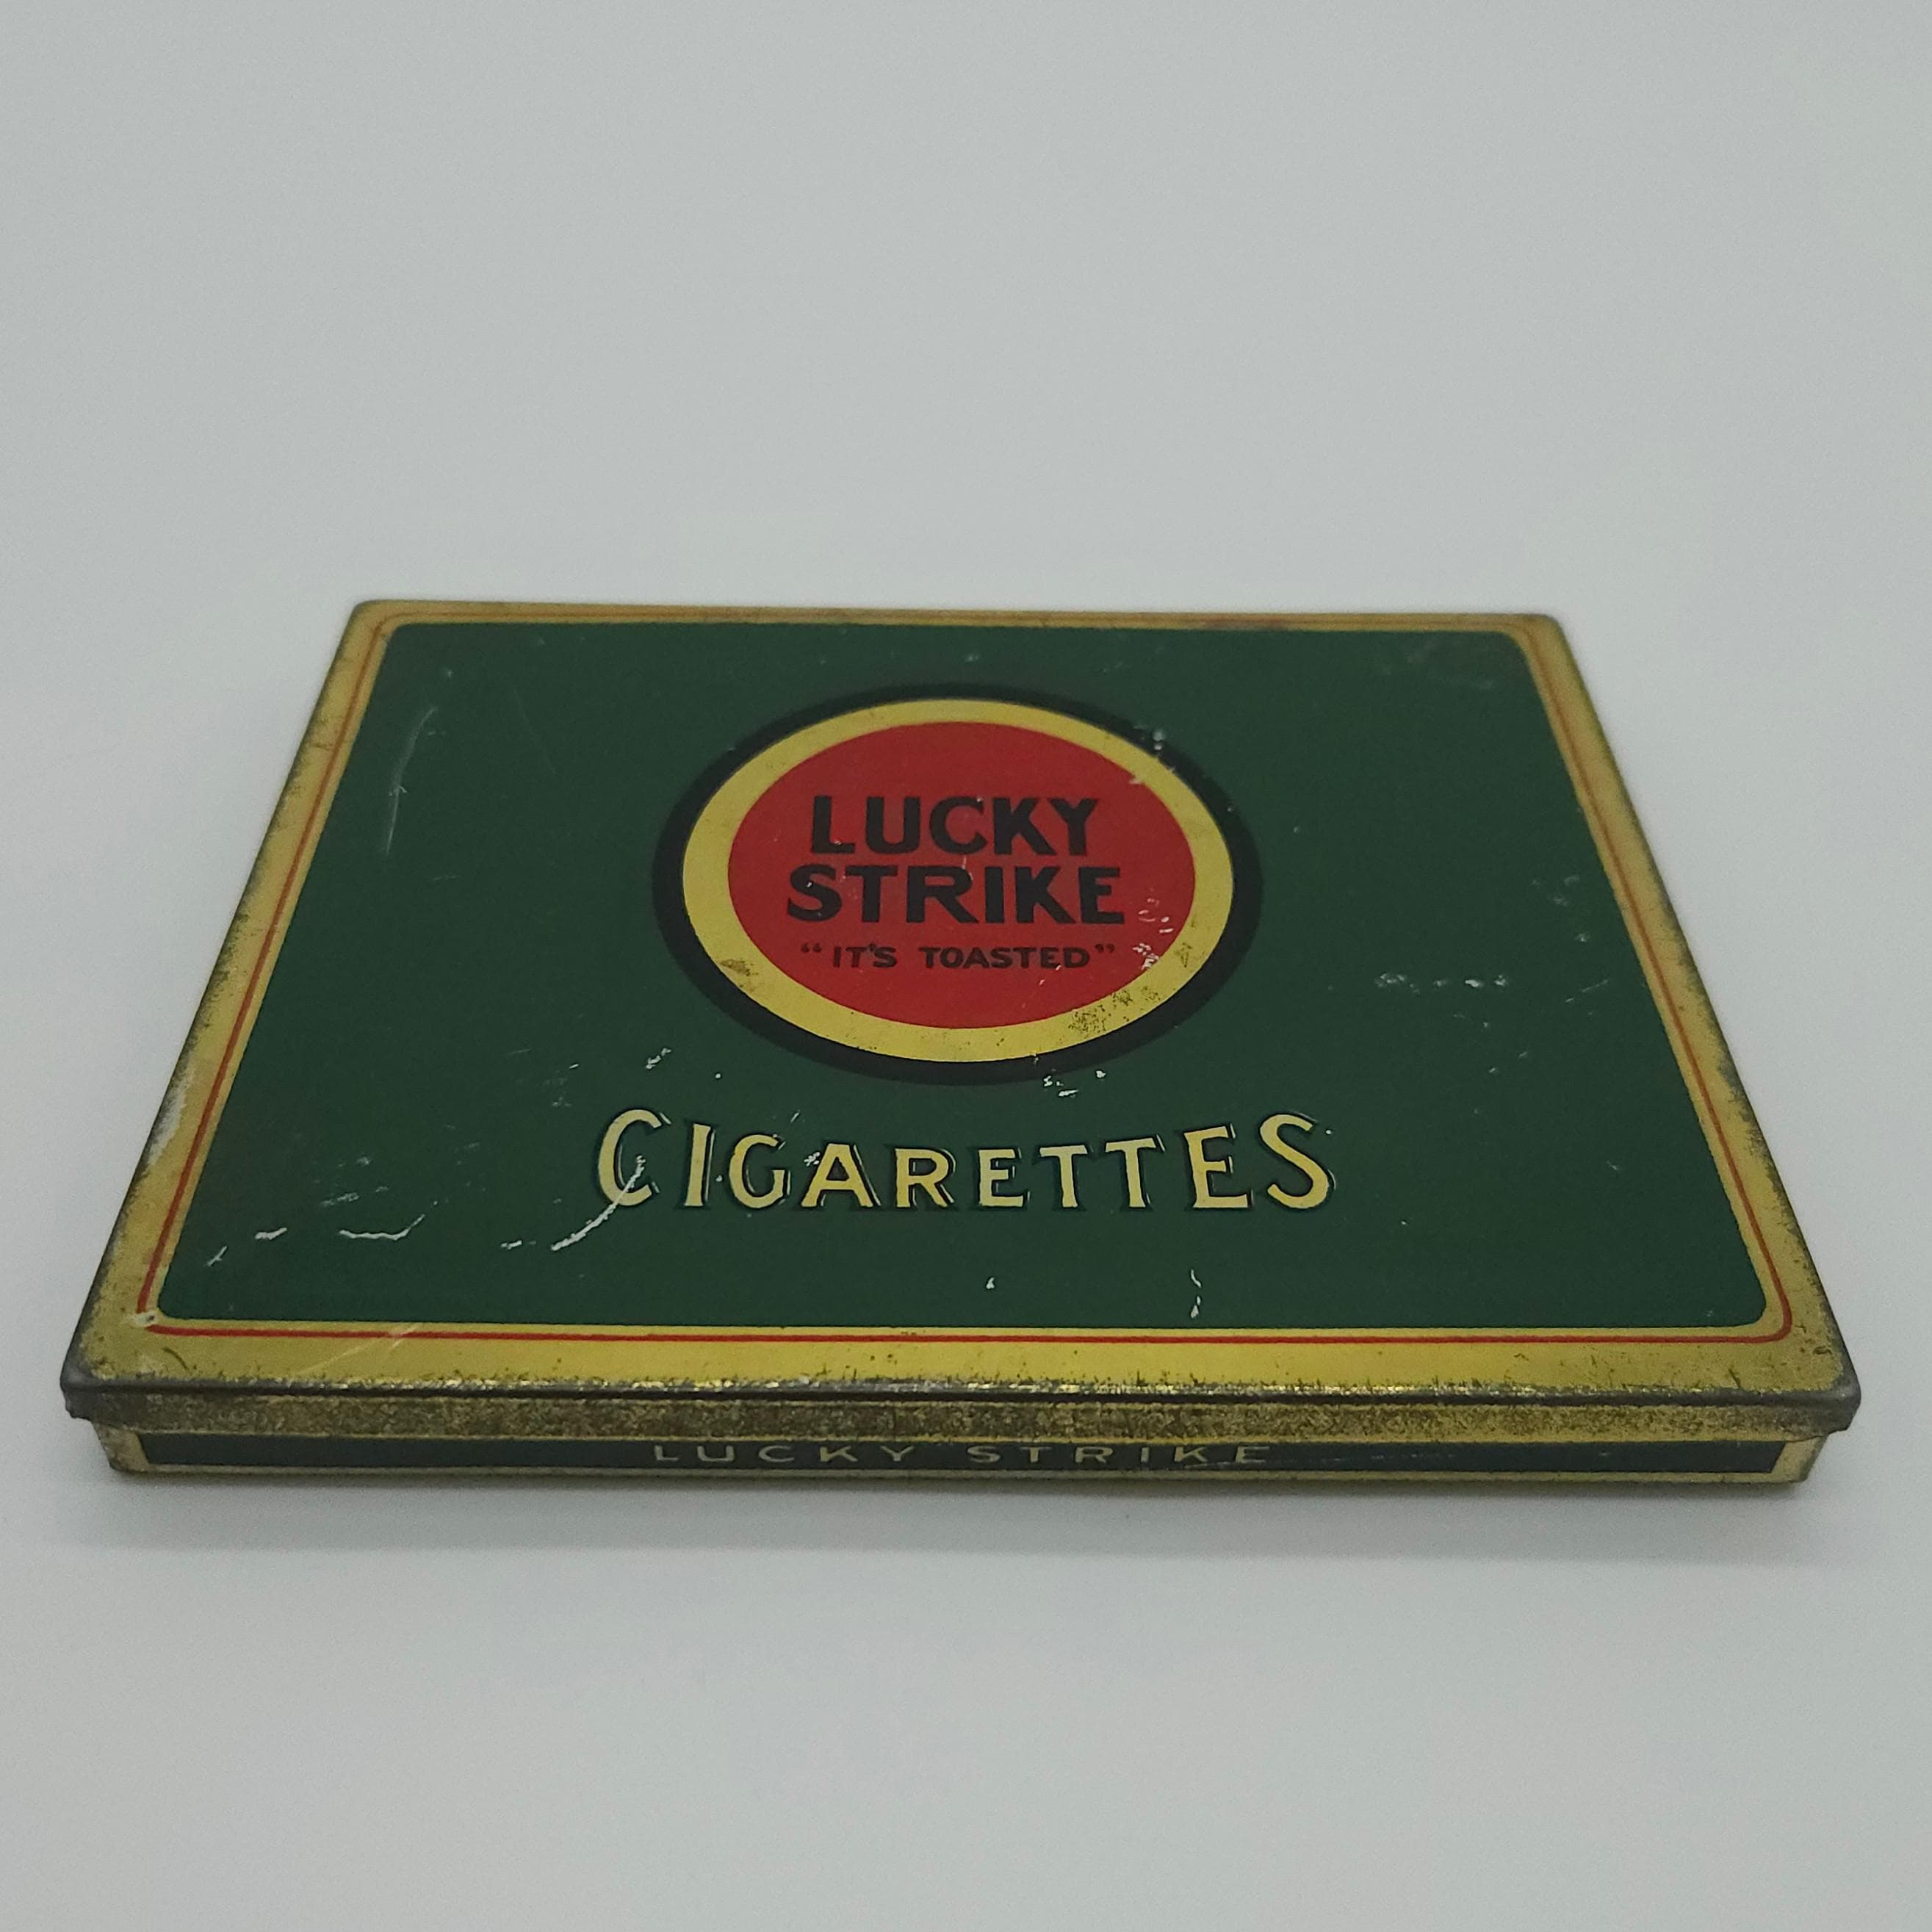 LUCKY
STRIKE
“IT'S TOASTED”
CIGARETTES
LUCKY STRIKE